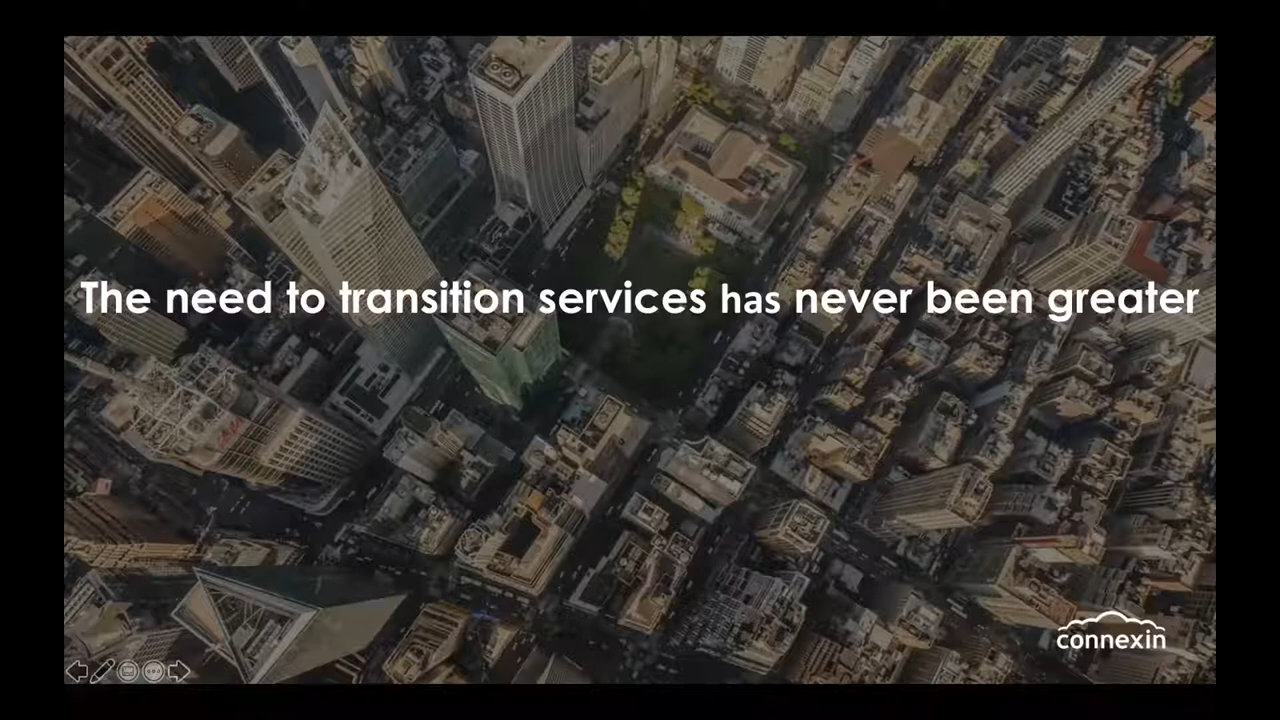 The need to transition services has never been greater
connexin